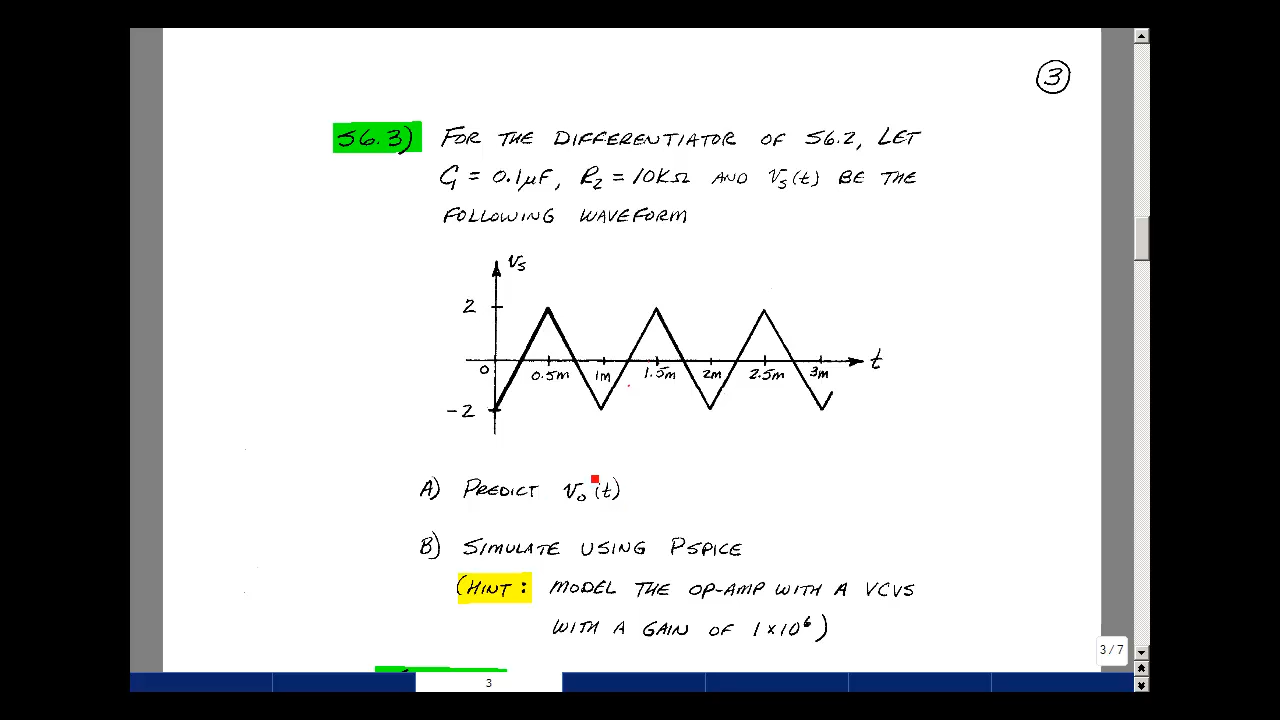 3
S6.3) FOR THE DIFFERENTIATOR OF S6.2, LET
C1 = 0.1μF, R2 = 10KΩ AND Vs(t) BE THE
FOLLOWING WAVEFORM
Vs
2
0
0.5m 1m 1.5m 2m 2.5m 3m
t
-2
A) PREDICT Vo(t)
B) SIMULATE USING PSPICE
(HINT: MODEL THE OP-AMP WITH A VCVS
WITH A GAIN OF 1×10⁶)
3/7
3